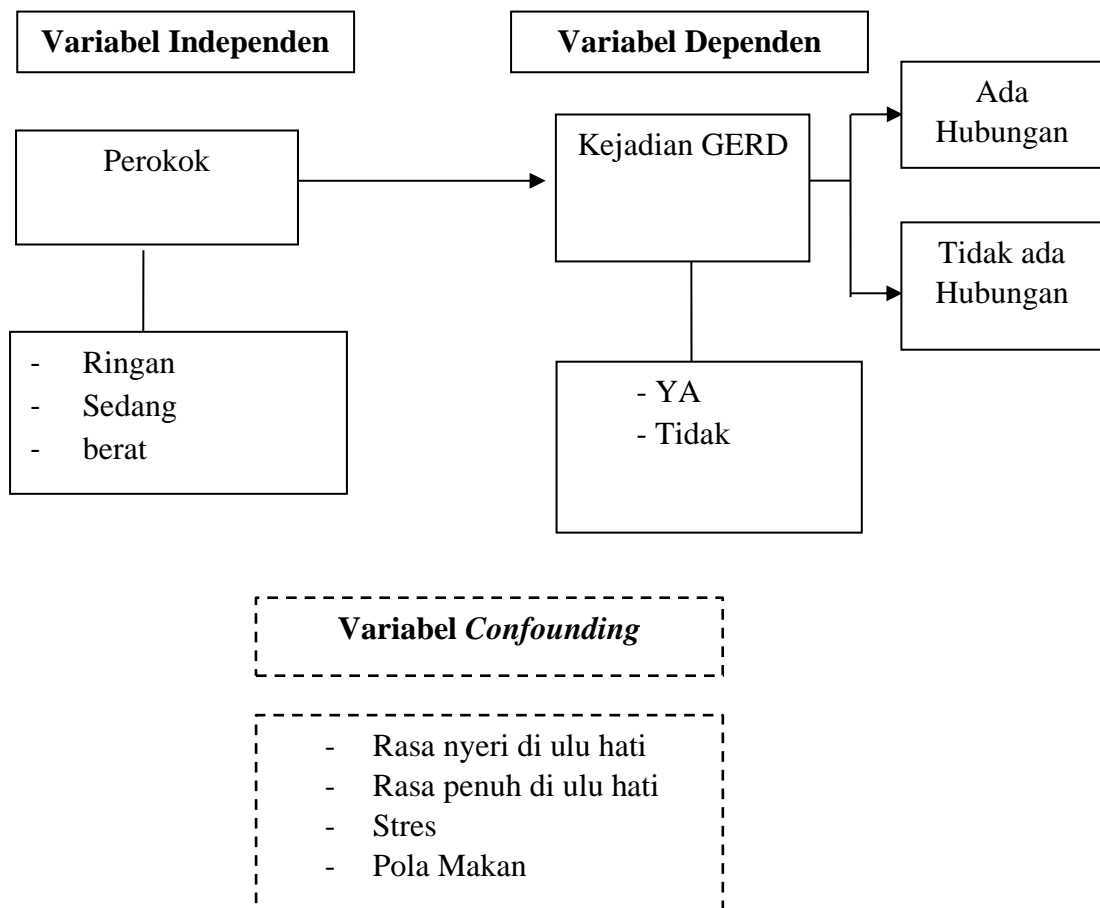 Variabel Independen
Variabel Dependen
Ada
Hubungan
Perokok
Kejadian GERD
Tidak ada
Hubungan
- Ringan
- Sedang
- berat
- YA
- Tidak
Variabel Confounding
- Rasa nyeri di ulu hati
- Rasa penuh di ulu hati
- Stres
- Pola Makan